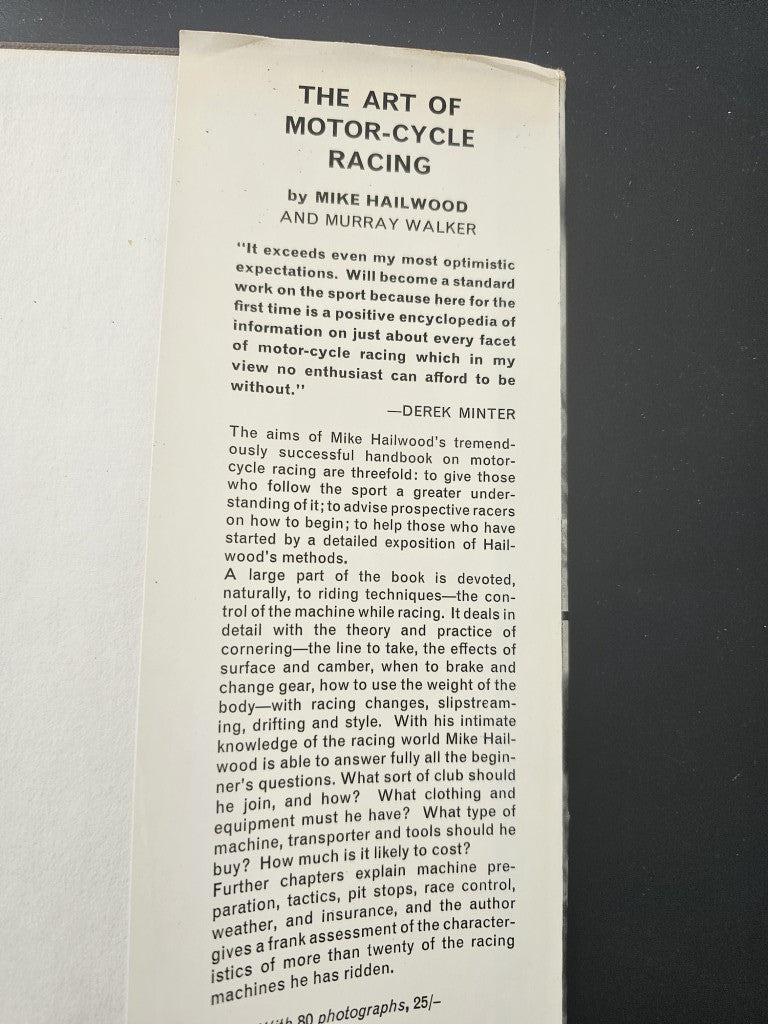 THE ART OF
MOTOR-CYCLE
RACING
by MIKE HAILWOOD
AND MURRAY WALKER
"It exceeds even my most optimistic
expectations. Will become a standard
work on the sport because here for the
first time is a positive encyclopedia of
information on just about every facet
of motor-cycle racing which in my
view no enthusiast can afford to be
without."
—DEREK MINTER
The aims of Mike Hailwood's tremend-
ously successful handbook on motor-
cycle racing are threefold: to give those
who follow the sport a greater under-
standing of it; to advise prospective racers
on how to begin; to help those who have
started by a detailed exposition of Hail-
wood's methods.
A large part of the book is devoted,
naturally, to riding techniques—the con-
trol of the machine while racing. It deals in
detail with the theory and practice of
cornering—the line to take, the effects of
surface and camber, when to brake and
change gear, how to use the weight of the
body—with racing changes, slipstream-
ing, drifting and style. With his intimate
knowledge of the racing world Mike Hail-
wood is able to answer fully all the begin-
ner's questions. What sort of club should
he join, and how? What clothing and
equipment must he have? What type of
machine, transporter and tools should he
buy? How much is it likely to cost?
Further chapters explain machine pre-
paration, tactics, pit stops, race control,
weather, and insurance, and the author
gives a frank assessment of the character-
istics of more than twenty of the racing
machines he has ridden.
With 80 photographs, 25/–